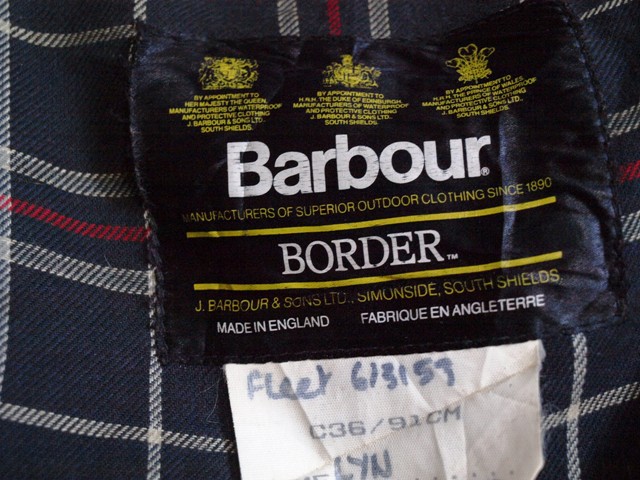 BY APPOINTMENT TO
HER MAJESTY THE QUEEN
MANUFACTURERS OF WATERPROOF
AND PROTECTIVE CLOTHING
J. BARBOUR & SONS LTD.
SOUTH SHIELDS.
BY APPOINTMENT TO
H.R.H. THE DUKE OF EDINBURGH
MANUFACTURERS OF WATERPROOF
AND PROTECTIVE CLOTHING
J. BARBOUR & SONS LTD.
SOUTH SHIELDS.
BY APPOINTMENT TO
H.R.H. THE PRINCE OF WALES
MANUFACTURERS OF WATERPROOF
AND PROTECTIVE CLOTHING
J. BARBOUR & SONS LTD.
SOUTH SHIELDS.
Barbour®
MANUFACTURERS OF SUPERIOR OUTDOOR CLOTHING SINCE 1890
BORDER™
J. BARBOUR & SONS LTD., SIMONSIDE, SOUTH SHIELDS
MADE IN ENGLAND FABRIQUE EN ANGLETERRE
Fleet 613159
C36/91CM
LYN